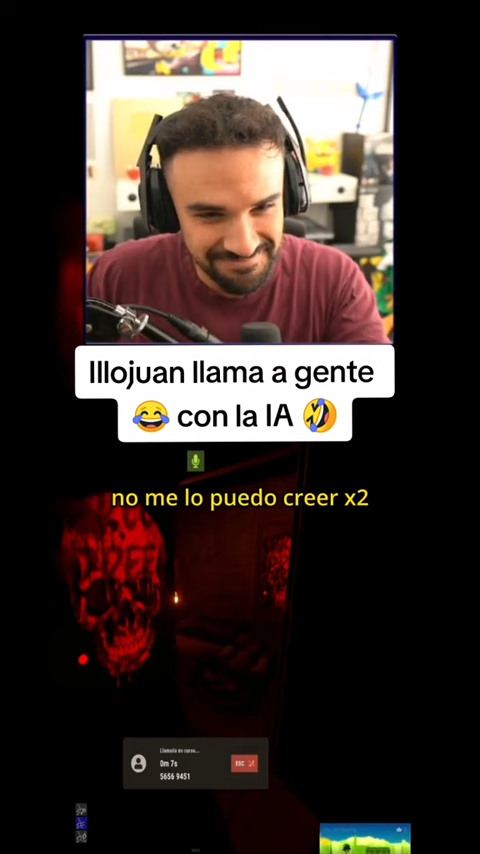 Illojuan llama a gente
😂 con la IA 🤣
no me lo puedo creer x2
Llamada en curso...
0m 7s
ESC
5656 9451